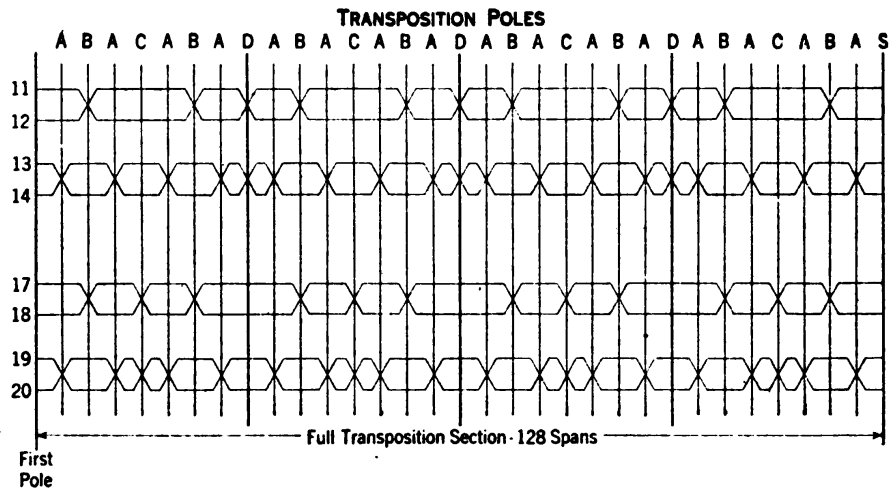 TRANSPOSITION POLES
A B A C A B A D A B A C A B A D A B A C A B A D A B A C A B A S
11
12
13
14
17
18
19
20
Full Transposition Section - 128 Spans
First
Pole